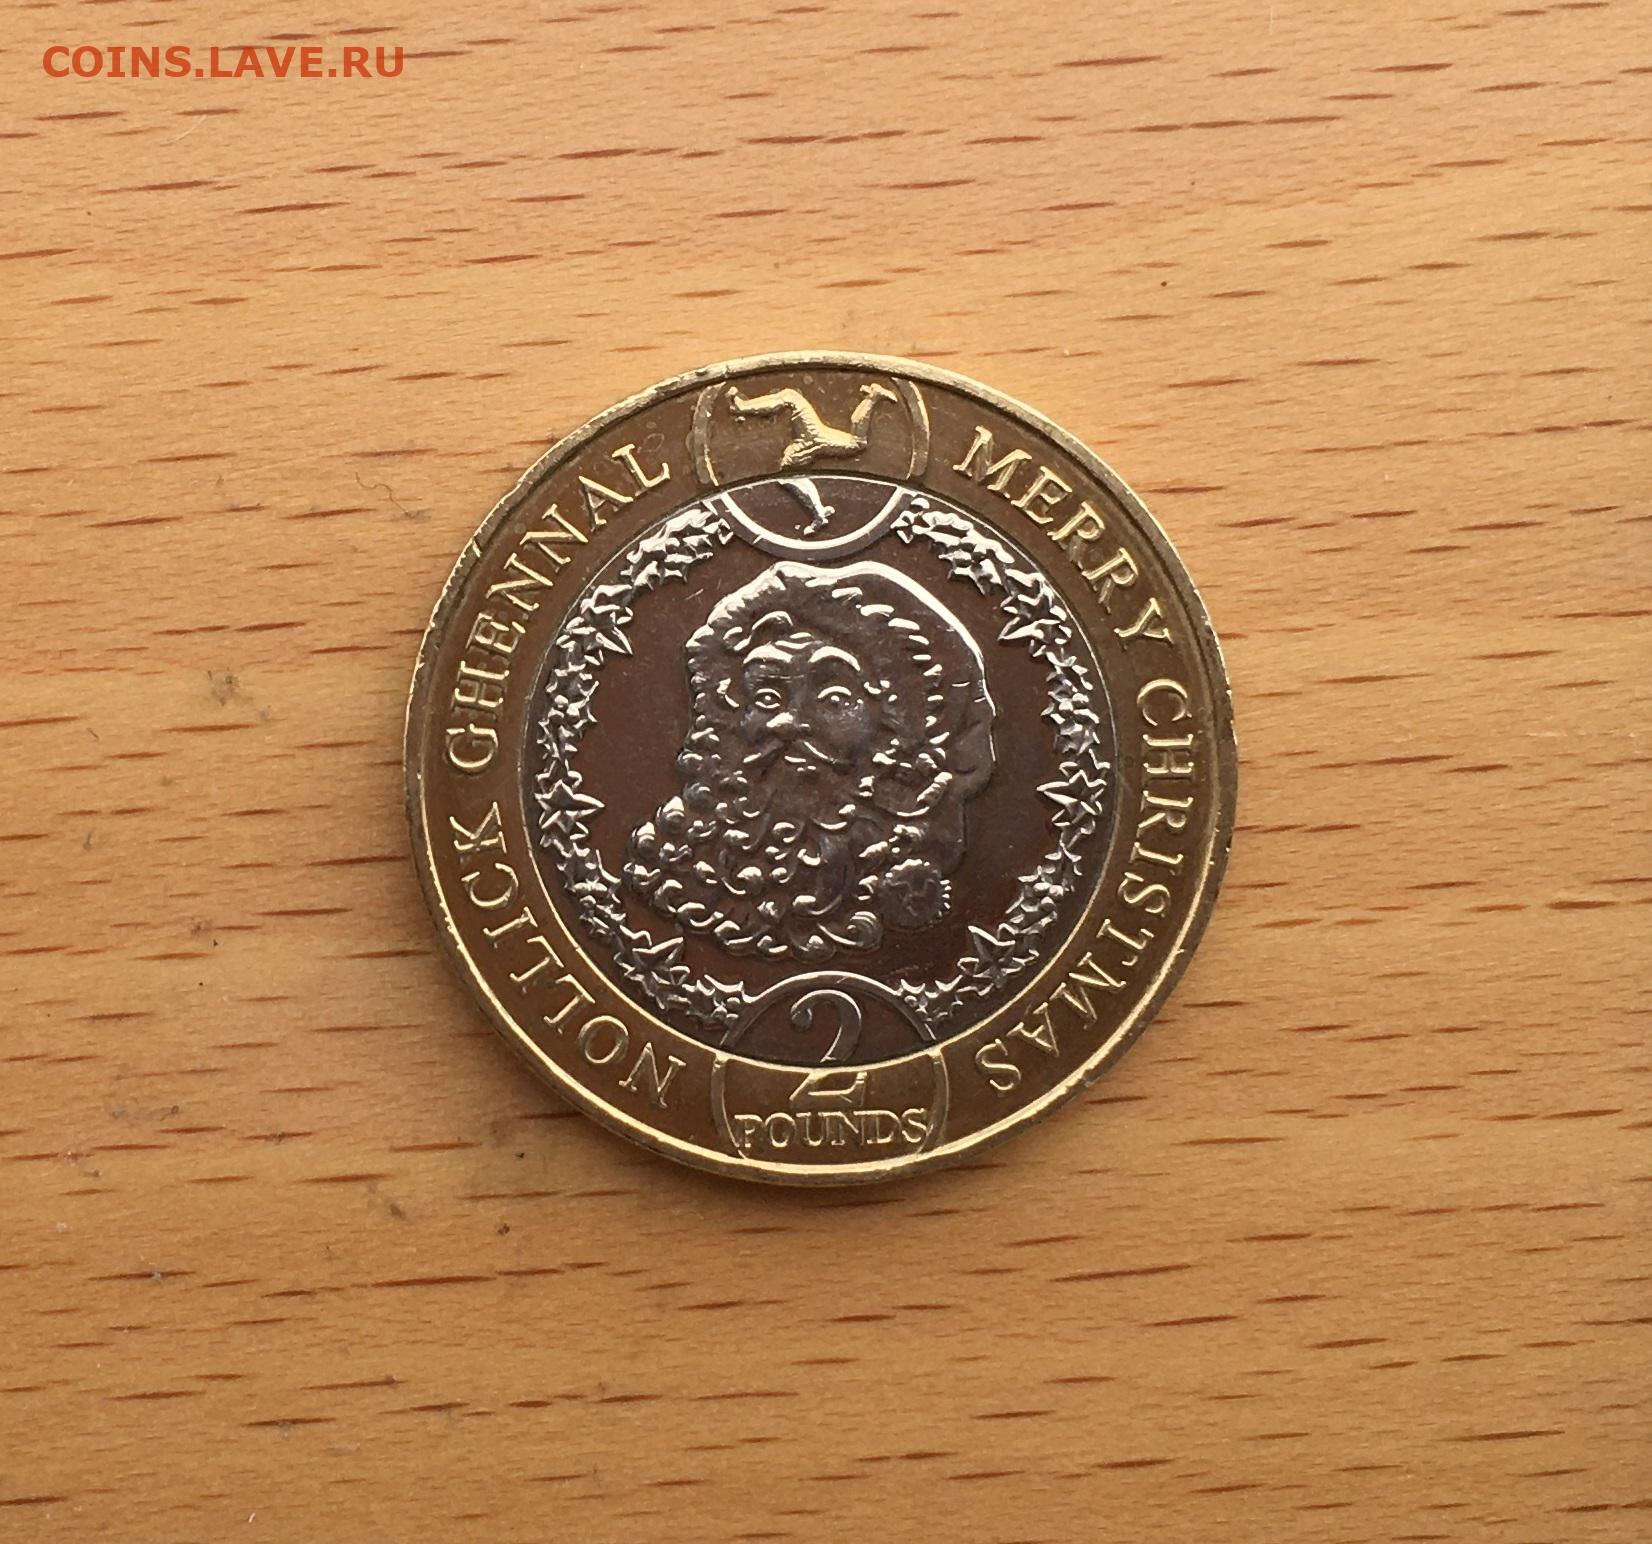 COINS.LAVE.RU
NOLLICK GHENNAL
MERRY CHRISTMAS
2
POUNDS